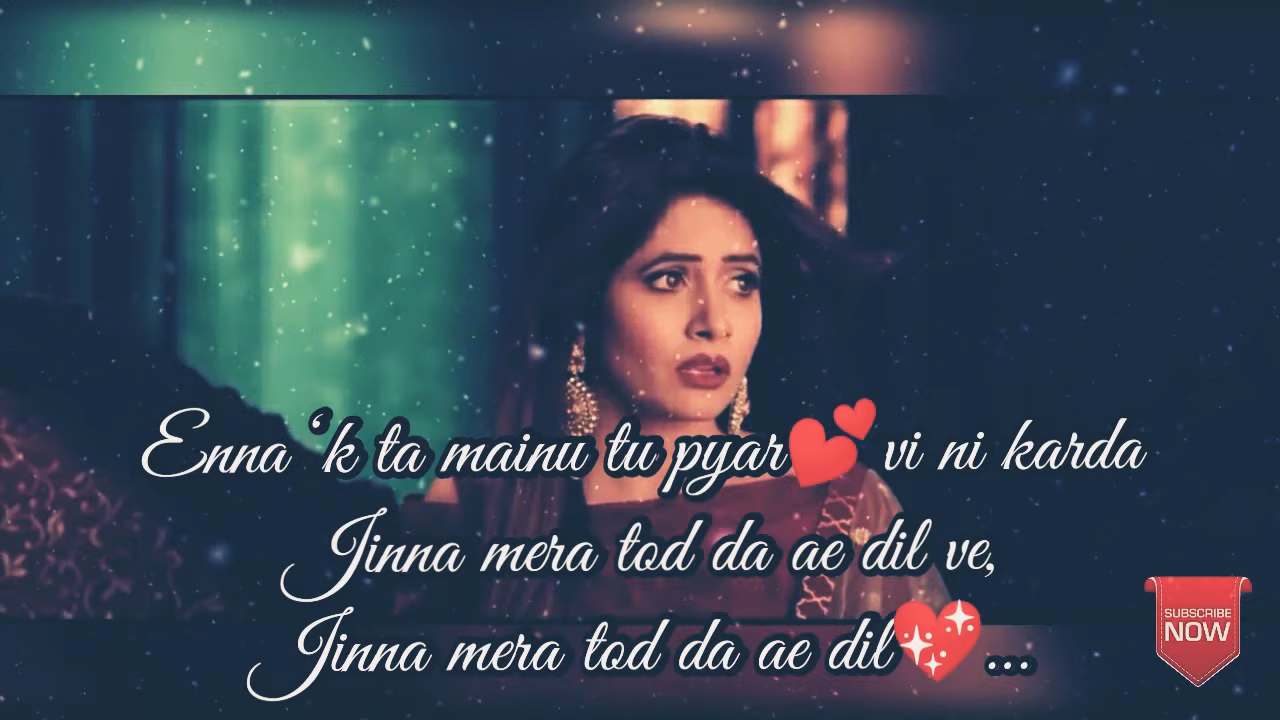 Enna ‘k ta mainu tu pyar💕 vi ni karda
Jinna mera tod da ae dil ve,
Jinna mera tod da ae dil💖...
SUBSCRIBE
NOW